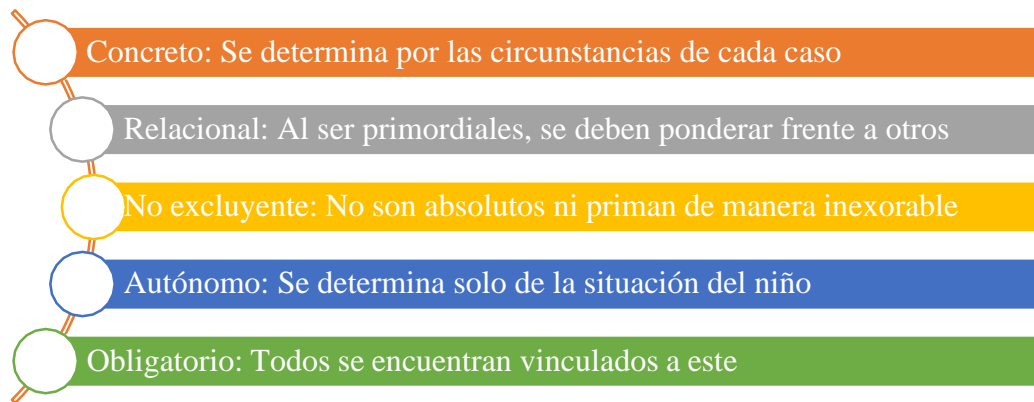 Concreto: Se determina por las circunstancias de cada caso
Relacional: Al ser primordiales, se deben ponderar frente a otros
No excluyente: No son absolutos ni priman de manera inexorable
Autónomo: Se determina solo de la situación del niño
Obligatorio: Todos se encuentran vinculados a este